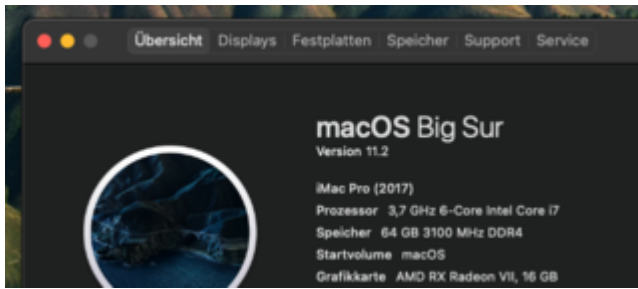 Übersicht Displays Festplatten Speicher Support Service
macOS Big Sur
Version 11.2
iMac Pro (2017)
Prozessor 3,7 GHz 6-Core Intel Core i7
Speicher 64 GB 3100 MHz DDR4
Startvolume macOS
Grafikkarte AMD RX Radeon VII, 16 GB